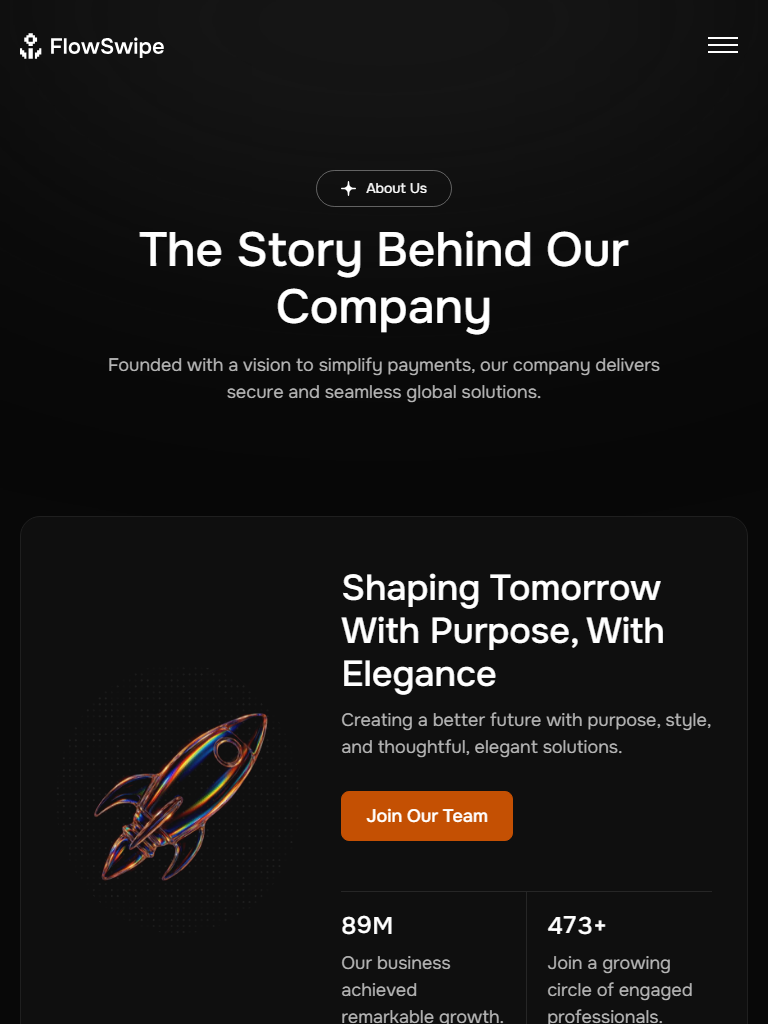 FlowSwipe
About Us
The Story Behind Our
Company
Founded with a vision to simplify payments, our company delivers
secure and seamless global solutions.
Shaping Tomorrow
With Purpose, With
Elegance
Creating a better future with purpose, style,
and thoughtful, elegant solutions.
Join Our Team
89M
Our business
achieved
remarkable growth.
473+
Join a growing
circle of engaged
professionals.